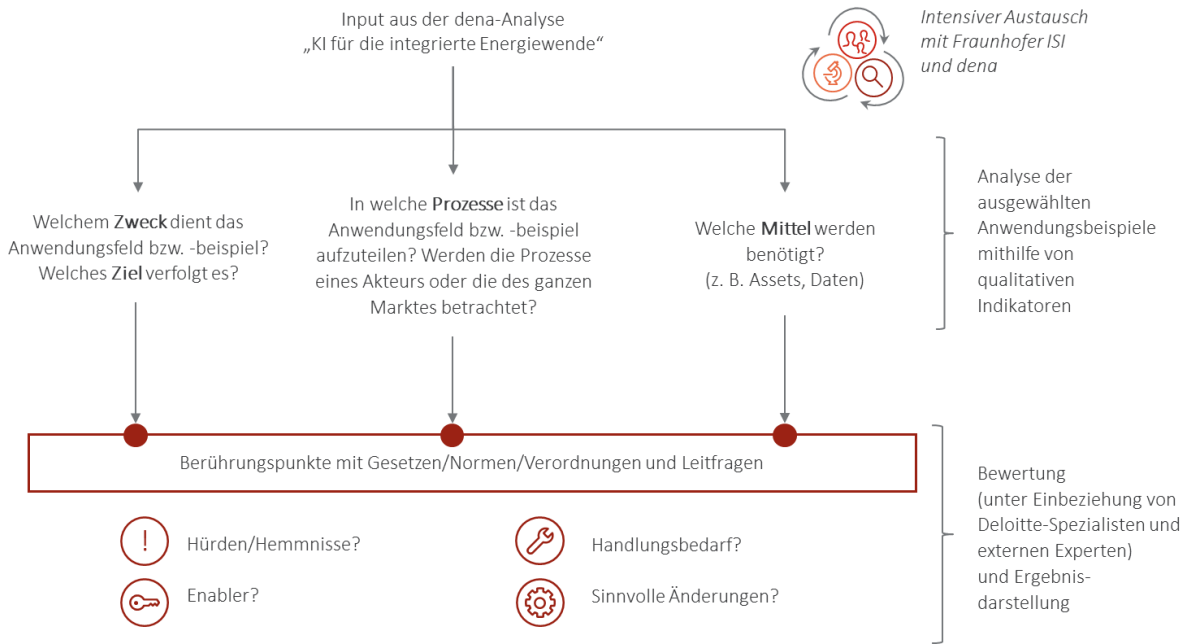 Input aus der dena-Analyse
„KI für die integrierte Energiewende“
Intensiver Austausch
mit Fraunhofer ISI
und dena
Welchem Zweck dient das
Anwendungsfeld bzw. -beispiel?
Welches Ziel verfolgt es?
In welche Prozesse ist das
Anwendungsfeld bzw. -beispiel
aufzuteilen? Werden die Prozesse
eines Akteurs oder die des ganzen
Marktes betrachtet?
Welche Mittel werden
benötigt?
(z. B. Assets, Daten)
Analyse der
ausgewählten
Anwendungsbeispiele
mithilfe von
qualitativen
Indikatoren
Berührungspunkte mit Gesetzen/Normen/Verordnungen und Leitfragen
Hürden/Hemmnisse?
Handlungsbedarf?
Enabler?
Sinnvolle Änderungen?
Bewertung
(unter Einbeziehung von
Deloitte-Spezialisten und
externen Experten)
und Ergebnis-
darstellung